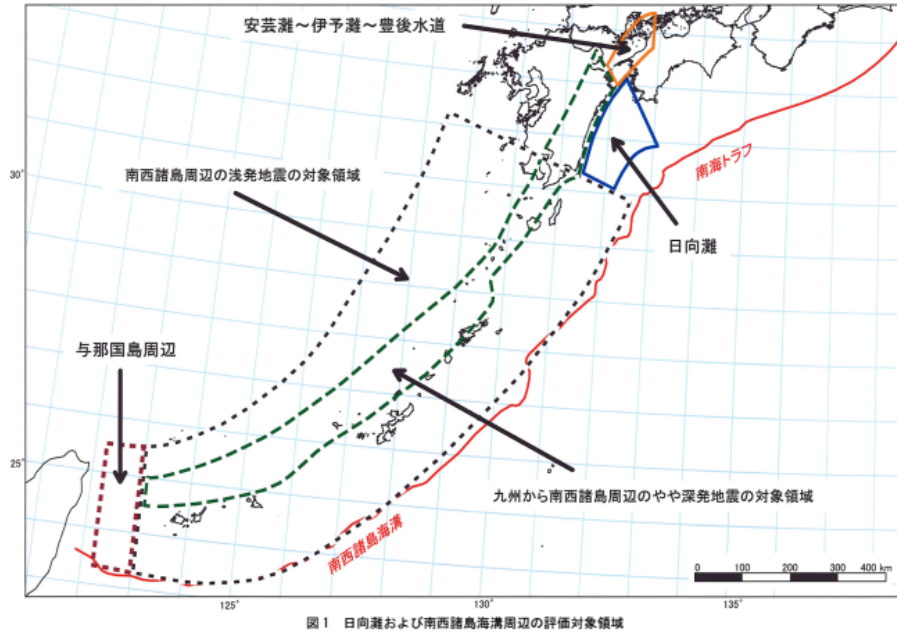 安芸灘～伊予灘～豊後水道
南海トラフ
30°
南西諸島周辺の浅発地震の対象領域
日向灘
与那国島周辺
25°
九州から南西諸島周辺のやや深発地震の対象領域
南西諸島海溝
0 100 200 300 400 km
125° 130° 135°
図1 日向灘および南西諸島海溝周辺の評価対象領域